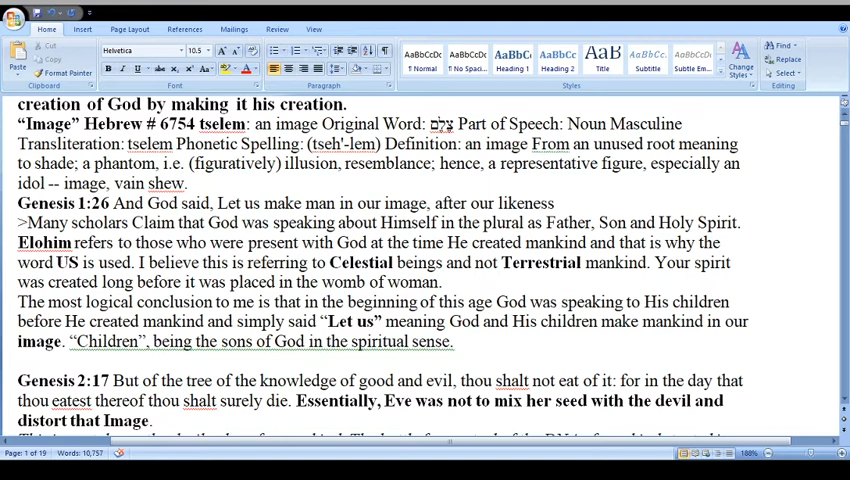 Home Insert Page Layout References Mailings Review View
Cut
Copy
Format Painter
Paste
Clipboard
Helvetica 10.5
Font
Paragraph
AaBbCcDc AaBbCcDc AaBbCc AaBbCc AaB AaBbCc. AaBbCcDc
¶ Normal ¶ No Spaci... Heading 1 Heading 2 Title Subtitle Subtle Em...
Styles
Change
Styles
Find
Replace
Select
Editing
creation of God by making it his creation.
“Image” Hebrew # 6754 tselem: an image Original Word: צֶלֶם Part of Speech: Noun Masculine
Transliteration: tselem Phonetic Spelling: (tseh'-lem) Definition: an image From an unused root meaning
to shade; a phantom, i.e. (figuratively) illusion, resemblance; hence, a representative figure, especially an
idol -- image, vain shew.
Genesis 1:26 And God said, Let us make man in our image, after our likeness
>Many scholars Claim that God was speaking about Himself in the plural as Father, Son and Holy Spirit.
Elohim refers to those who were present with God at the time He created mankind and that is why the
word US is used. I believe this is referring to Celestial beings and not Terrestrial mankind. Your spirit
was created long before it was placed in the womb of woman.
The most logical conclusion to me is that in the beginning of this age God was speaking to His children
before He created mankind and simply said “Let us” meaning God and His children make mankind in our
image. “Children”, being the sons of God in the spiritual sense.
Genesis 2:17 But of the tree of the knowledge of good and evil, thou shalt not eat of it: for in the day that
thou eatest thereof thou shalt surely die. Essentially, Eve was not to mix her seed with the devil and
distort that Image.
Page: 1 of 19 Words: 10,757
188%